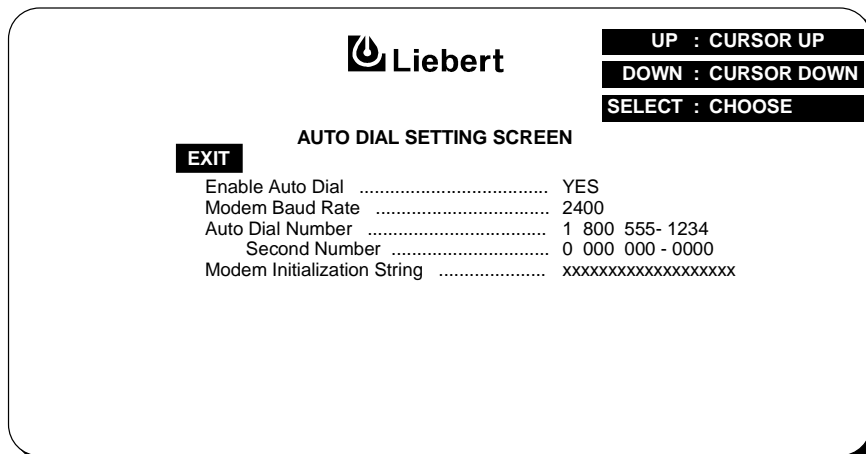 Liebert
UP : CURSOR UP
DOWN : CURSOR DOWN
SELECT : CHOOSE
AUTO DIAL SETTING SCREEN
EXIT
Enable Auto Dial ..................................... YES
Modem Baud Rate .................................. 2400
Auto Dial Number ................................... 1 800 555- 1234
Second Number ............................... 0 000 000 - 0000
Modem Initialization String ..................... xxxxxxxxxxxxxxxxxxx